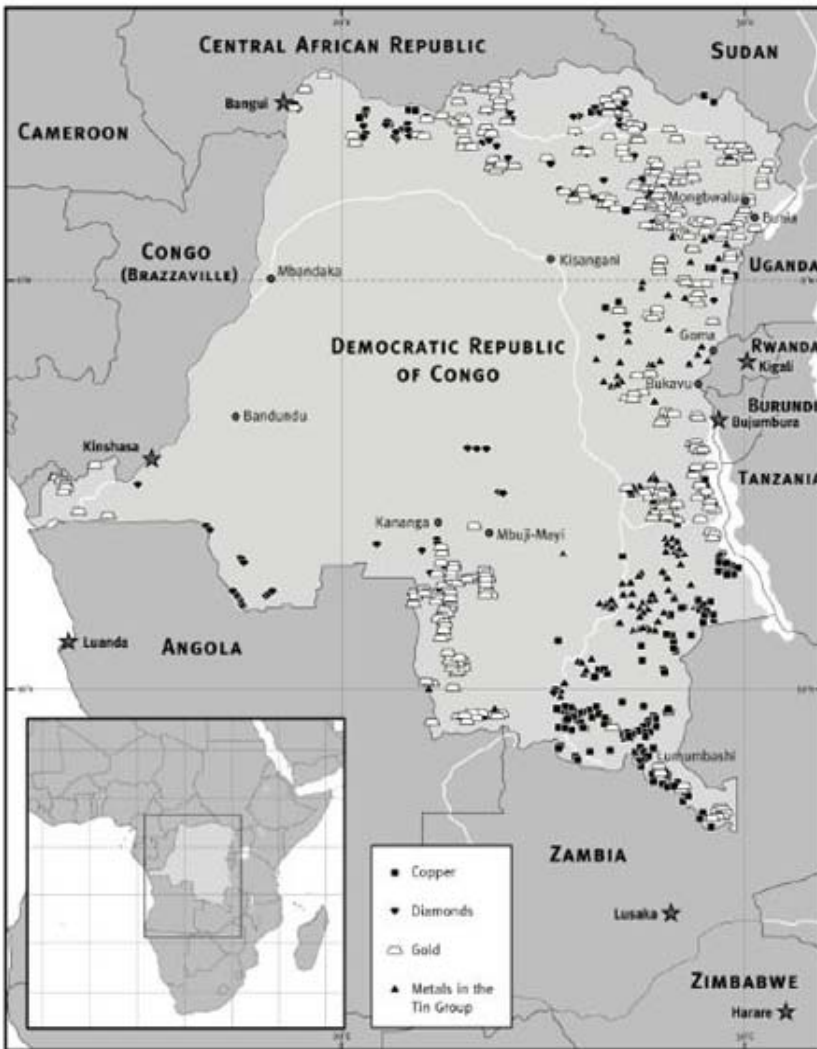 CENTRAL AFRICAN REPUBLIC
SUDAN
Bangui
CAMEROON
Mongbwalu
Bunia
CONGO
(BRAZZAVILLE)
Kisangani
UGANDA
Mbandaka
DEMOCRATIC REPUBLIC
OF CONGO
Goma
RWANDA
Kigali
Bukavu
BURUNDI
Bujumbura
Bandundu
Kinshasa
TANZANIA
Kananga
Mbuji-Mayi
Luanda
ANGOLA
Lumumbashi
ZAMBIA
Copper
Diamonds
Gold
Metals in the
Tin Group
Lusaka
ZIMBABWE
Harare